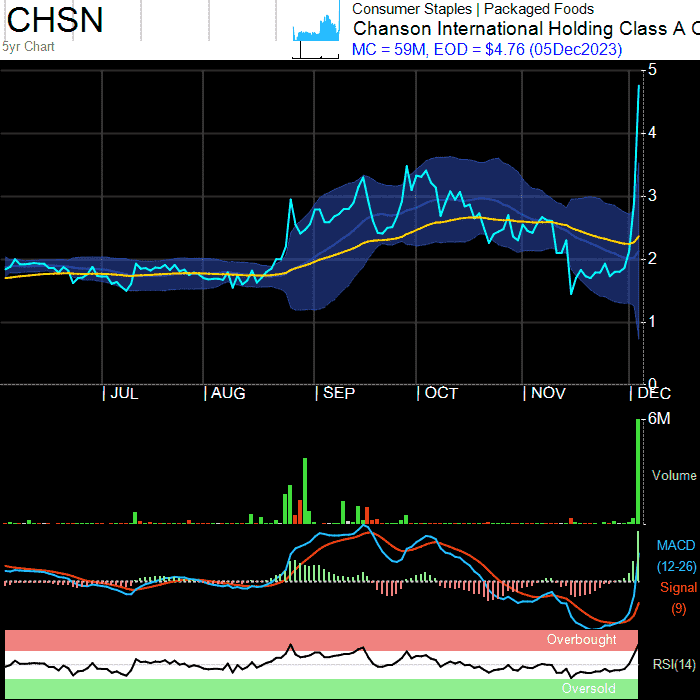 CHSN
5yr Chart
Consumer Staples | Packaged Foods
Chanson International Holding Class A O
MC = 59M, EOD = $4.76 (05Dec2023)
5
4
3
2
1
0
JUL
AUG
SEP
OCT
NOV
DEC
6M
Volume
MACD
(12-26)
Signal
(9)
Overbought
RSI(14)
Oversold